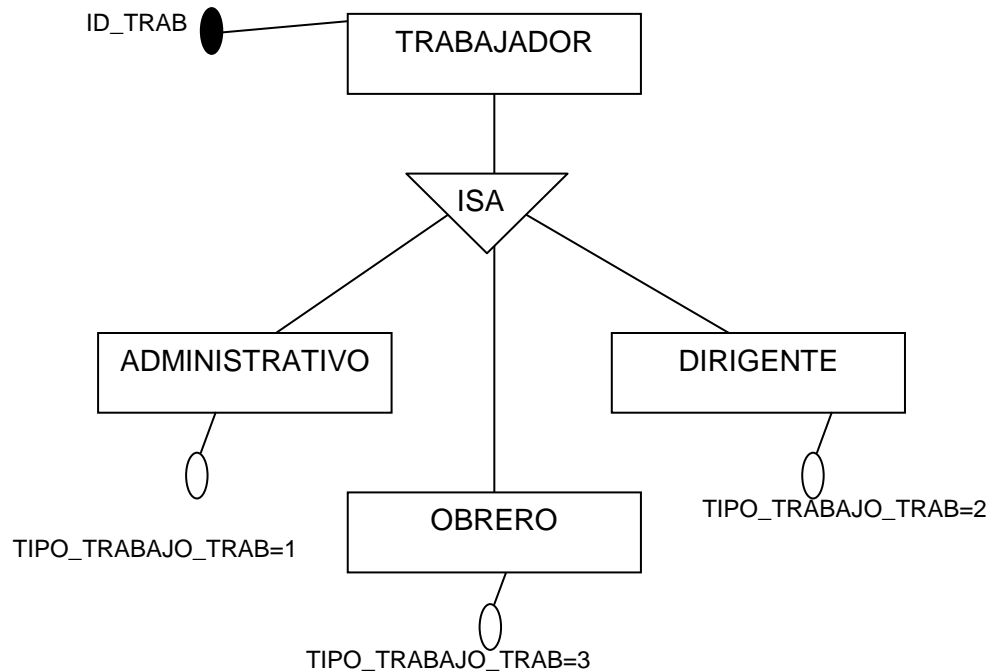 ID_TRAB
TRABAJADOR
ISA
ADMINISTRATIVO
DIRIGENTE
TIPO_TRABAJO_TRAB=1
OBRERO
TIPO_TRABAJO_TRAB=2
TIPO_TRABAJO_TRAB=3